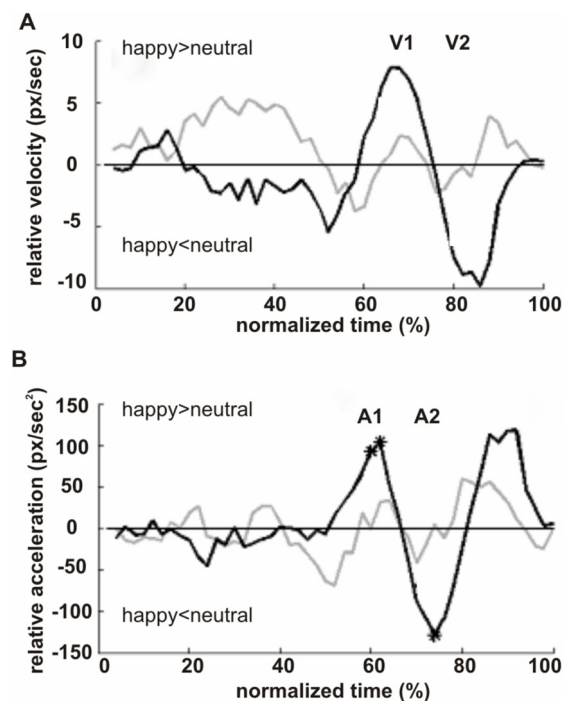 A
relative velocity (px/sec)
10
5
0
-5
-10
happy>neutral
V1 V2
happy<neutral
0 20 40 60 80 100
normalized time (%)
B
relative acceleration (px/sec²)
150
100
50
0
-50
-100
-150
happy>neutral
A1 A2
happy<neutral
0 20 40 60 80 100
normalized time (%)